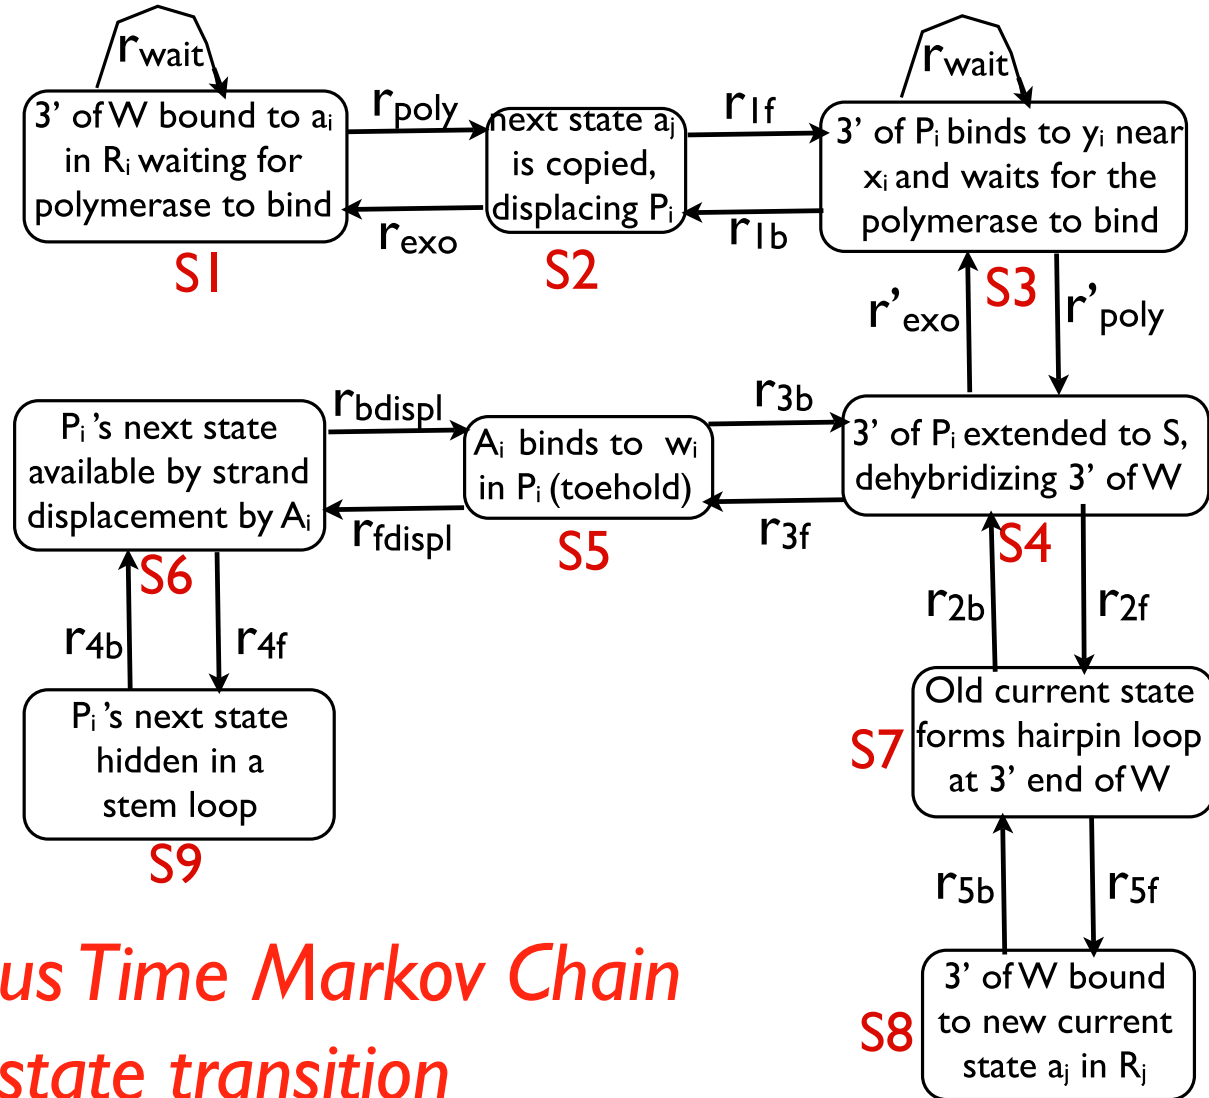 rwait
rwait
3' of W bound to ai
in Ri waiting for
polymerase to bind
S1
rpoly
rexo
next state aj
is copied,
displacing Pi
S2
r1f
r1b
3' of Pi binds to yi near
xi and waits for the
polymerase to bind
S3
r'exo
r'poly
Pi 's next state
available by strand
displacement by Ai
S6
rbdispl
rfdispl
Ai binds to wi
in Pi (toehold)
S5
r3b
r3f
3' of Pi extended to S,
dehybridizing 3' of W
S4
r4b
r4f
r2b
r2f
Pi 's next state
hidden in a
stem loop
S9
Old current state
forms hairpin loop
at 3' end of W
S7
r5b
r5f
us Time Markov Chain
state transition
3' of W bound
to new current
state aj in Rj
S8